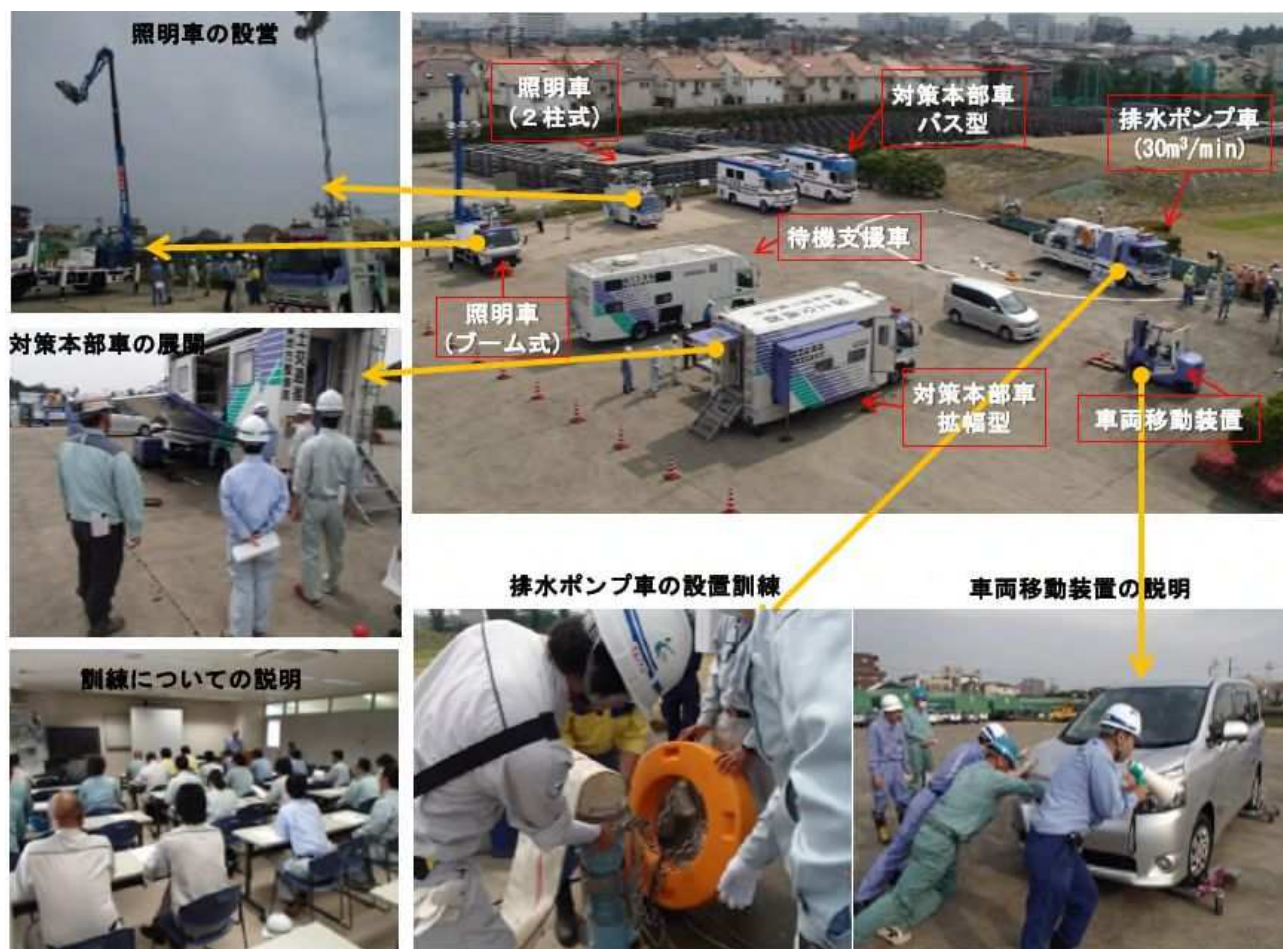 照明車の設営
照明車
(2柱式)
対策本部車
バス型
排水ポンプ車
(30m³/min)
待機支援車
照明車
(ブーム式)
対策本部車の展開
対策本部車
拡幅型
車両移動装置
排水ポンプ車の設置訓練
車両移動装置の説明
訓練についての説明